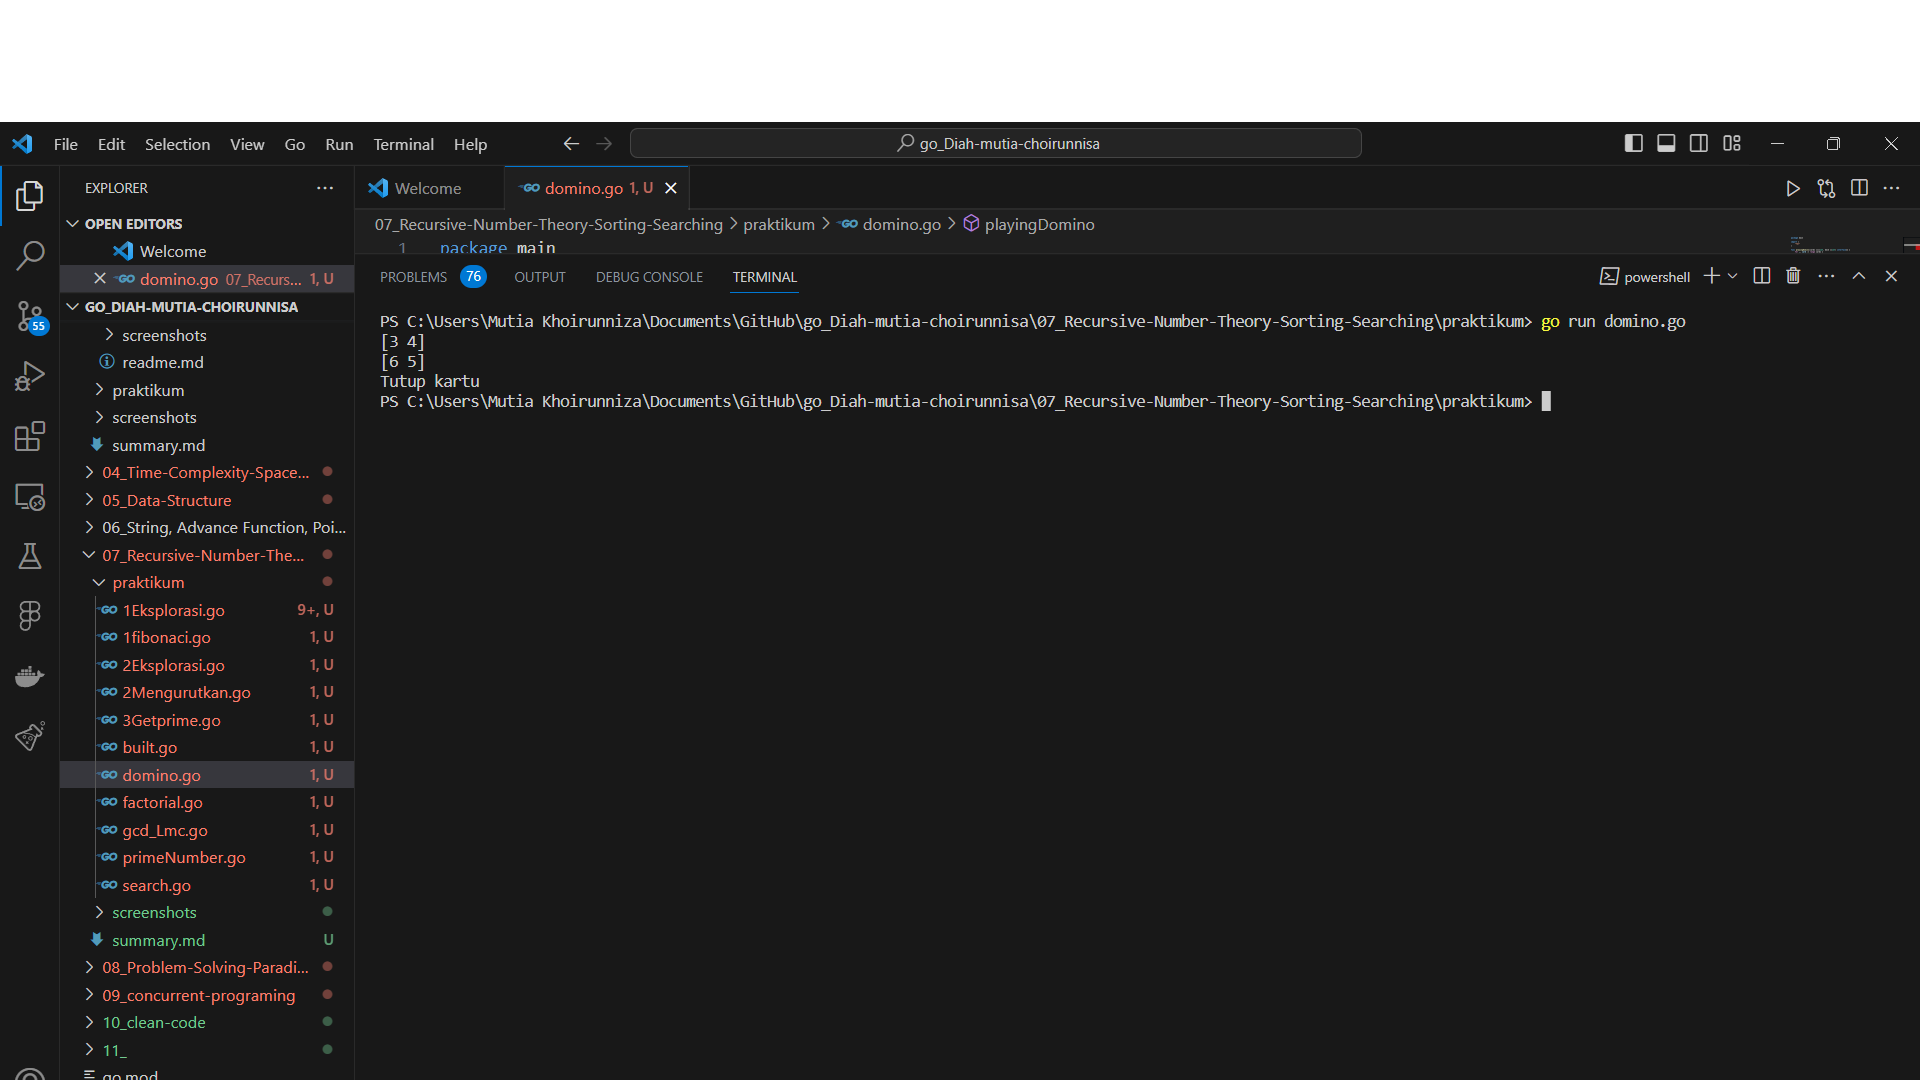 File Edit Selection View Go Run Terminal Help
go_Diah-mutia-choirunnisa
EXPLORER
OPEN EDITORS
Welcome
domino.go 07_Recurs... 1, U
GO_DIAH-MUTIA-CHOIRUNNISA
screenshots
readme.md
praktikum
screenshots
summary.md
04_Time-Complexity-Space...
05_Data-Structure
06_String, Advance Function, Poi...
07_Recursive-Number-The...
praktikum
1Eksplorasi.go 9+, U
1fibonaci.go 1, U
2Eksplorasi.go 1, U
2Mengurutkan.go 1, U
3Getprime.go 1, U
built.go 1, U
domino.go 1, U
factorial.go 1, U
gcd_Lmc.go 1, U
primeNumber.go 1, U
search.go 1, U
screenshots
summary.md U
08_Problem-Solving-Paradi...
09_concurrent-programing
10_clean-code
11_
go.mod
55
Welcome domino.go 1, U
07_Recursive-Number-Theory-Sorting-Searching > praktikum > domino.go > playingDomino
1 package main
PROBLEMS 76 OUTPUT DEBUG CONSOLE TERMINAL
powershell
PS C:\Users\Mutia Khoirunniza\Documents\GitHub\go_Diah-mutia-choirunnisa\07_Recursive-Number-Theory-Sorting-Searching\praktikum> go run domino.go
[3 4]
[6 5]
Tutup kartu
PS C:\Users\Mutia Khoirunniza\Documents\GitHub\go_Diah-mutia-choirunnisa\07_Recursive-Number-Theory-Sorting-Searching\praktikum>